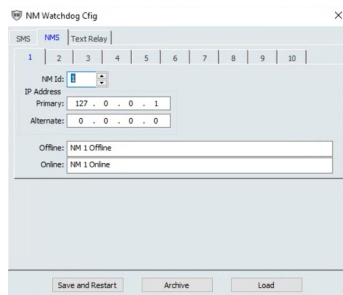 NM Watchdog Cfig
SMS NMS Text Relay
1 2 3 4 5 6 7 8 9 10
NM Id: 1
IP Address
Primary: 127 . 0 . 0 . 1
Alternate: 0 . 0 . 0 . 0
Offline: NM 1 Offline
Online: NM 1 Online
Save and Restart Archive Load